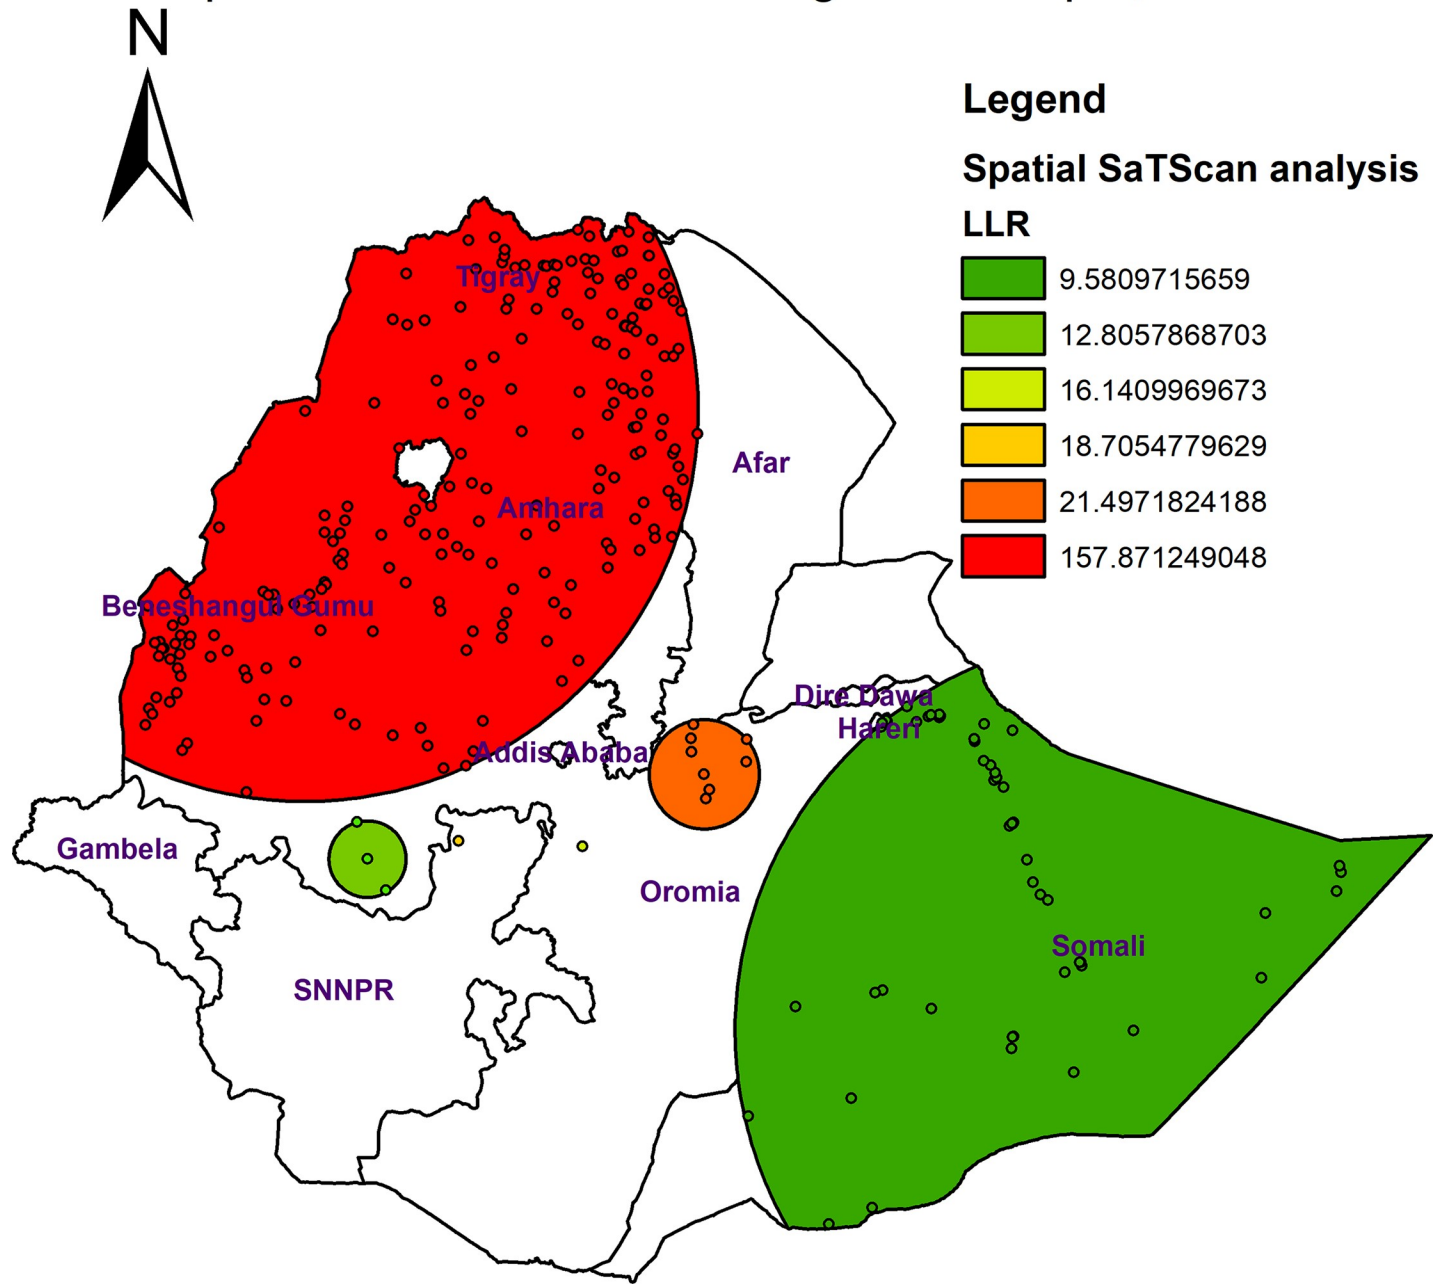 N
Legend
Spatial SaTScan analysis
LLR
9.5809715659
12.8057868703
16.1409969673
18.7054779629
21.4971824188
157.871249048
Tigray
Afar
Amhara
Beneshangul Gumu
Dire Dawa
Hareri
Addis Ababa
Gambela
Oromia
Somali
SNNPR